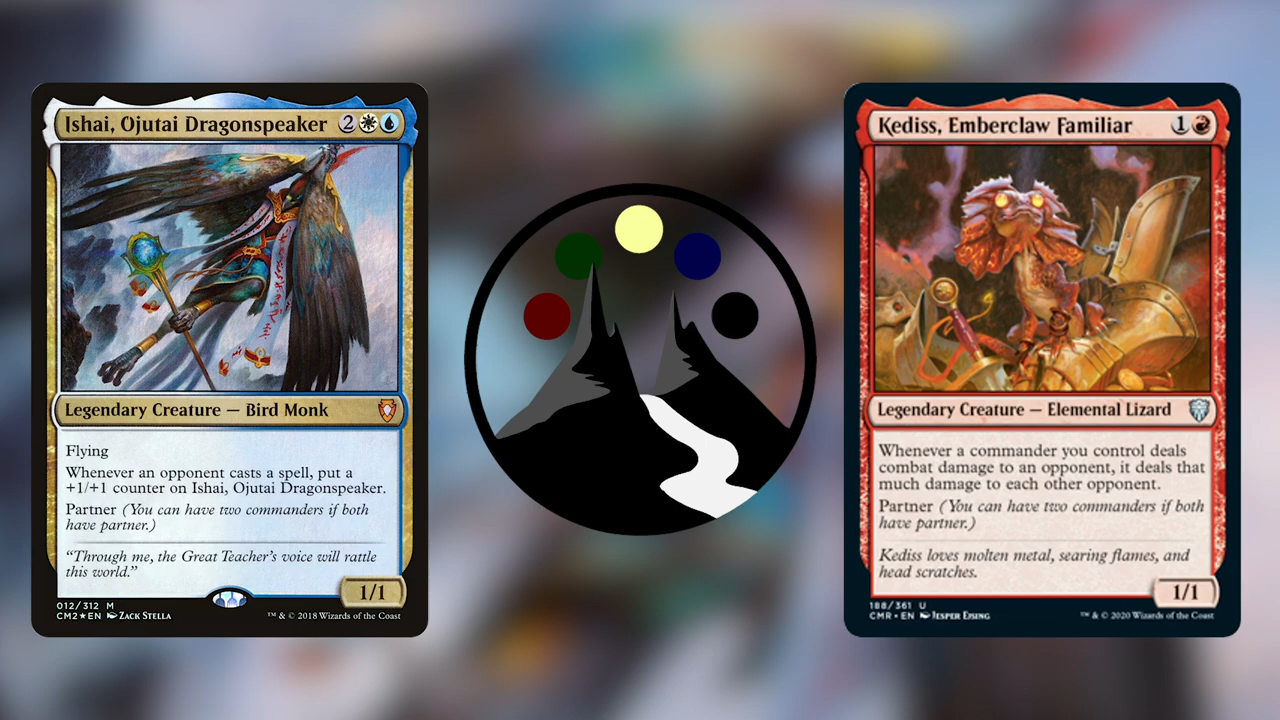 Ishai, Ojutai Dragonspeaker 2
Legendary Creature — Bird Monk
Flying
Whenever an opponent casts a spell, put a
+1/+1 counter on Ishai, Ojutai Dragonspeaker.
Partner (You can have two commanders if both
have partner.)
“Through me, the Great Teacher’s voice will rattle
this world.”
1/1
012/312 M
CM2★EN Zack Stella
™ & © 2018 Wizards of the Coast
Kediss, Emberclaw Familiar 1
Legendary Creature — Elemental Lizard
Whenever a commander you control deals
combat damage to an opponent, it deals that
much damage to each other opponent.
Partner (You can have two commanders if both
have partner.)
Kediss loves molten metal, searing flames, and
head scratches.
1/1
188/361 U
CMR • EN Jesper Ejsing
™ & © 2020 Wizards of the Coast